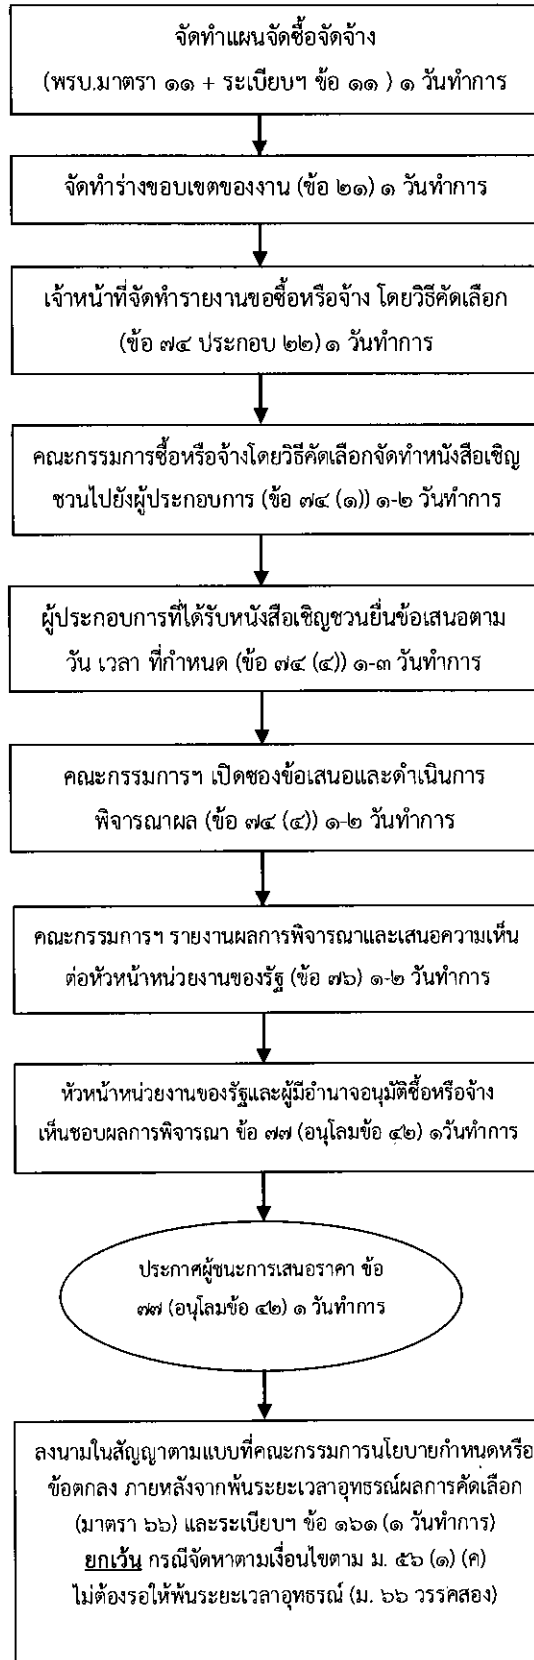 จัดทำแผนจัดซื้อจัดจ้าง
(พรบ.มาตรา ๑๑ + ระเบียบฯ ข้อ ๑๑ ) ๑ วันทำการ
จัดทำร่างขอบเขตของงาน (ข้อ ๒๑) ๑ วันทำการ
เจ้าหน้าที่จัดทำรายงานขอซื้อหรือจ้าง โดยวิธีคัดเลือก
(ข้อ ๗๔ ประกอบ ๒๒) ๑ วันทำการ
คณะกรรมการซื้อหรือจ้างโดยวิธีคัดเลือกจัดทำหนังสือเชิญ
ชวนไปยังผู้ประกอบการ (ข้อ ๗๔ (๑)) ๑-๒ วันทำการ
ผู้ประกอบการที่ได้รับหนังสือเชิญชวนยื่นข้อเสนอตาม
วัน เวลา ที่กำหนด (ข้อ ๗๔ (๔)) ๑-๓ วันทำการ
คณะกรรมการฯ เปิดซองข้อเสนอและดำเนินการ
พิจารณาผล (ข้อ ๗๔ (๔)) ๑-๒ วันทำการ
คณะกรรมการฯ รายงานผลการพิจารณาและเสนอความเห็น
ต่อหัวหน้าหน่วยงานของรัฐ (ข้อ ๗๖) ๑-๒ วันทำการ
หัวหน้าหน่วยงานของรัฐและผู้มีอำนาจอนุมัติซื้อหรือจ้าง
เห็นชอบผลการพิจารณา ข้อ ๗๗ (อนุโลมข้อ ๔๒) ๑วันทำการ
ประกาศผู้ชนะการเสนอราคา ข้อ
๗๗ (อนุโลมข้อ ๔๒) ๑ วันทำการ
ลงนามในสัญญาตามแบบที่คณะกรรมการนโยบายกำหนดหรือ
ข้อตกลง ภายหลังจากพ้นระยะเวลาอุทธรณ์ผลการคัดเลือก
(มาตรา ๖๖) และระเบียบฯ ข้อ ๑๖๑ (๑ วันทำการ)
ยกเว้น กรณีจัดหาตามเงื่อนไขตาม ม. ๕๖ (๑) (ค)
ไม่ต้องรอให้พ้นระยะเวลาอุทธรณ์ (ม. ๖๖ วรรคสอง)